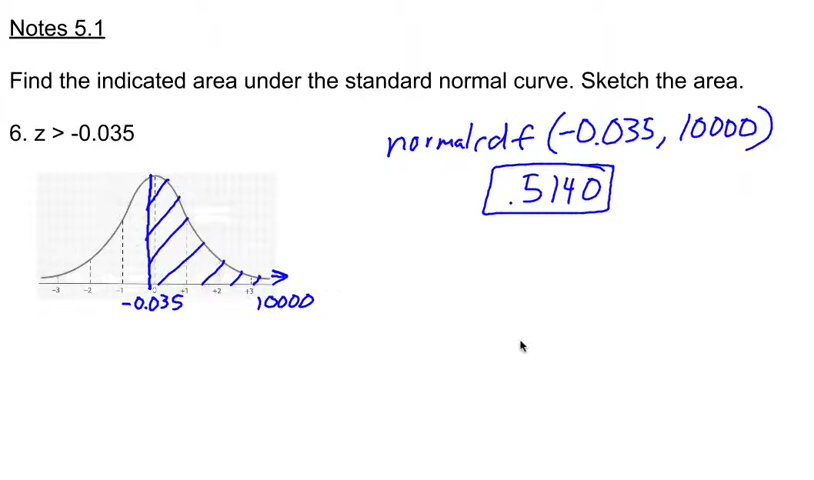 Notes 5.1
Find the indicated area under the standard normal curve. Sketch the area.
6. z > -0.035
normalcdf (-0.035, 10000)
.5140
-3 -2 -1 0 +1 +2 +3
-0.035 10000